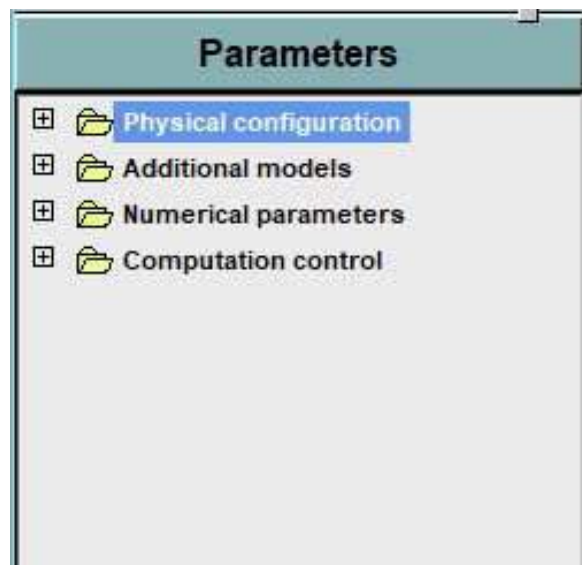 Parameters
Physical configuration
Additional models
Numerical parameters
Computation control